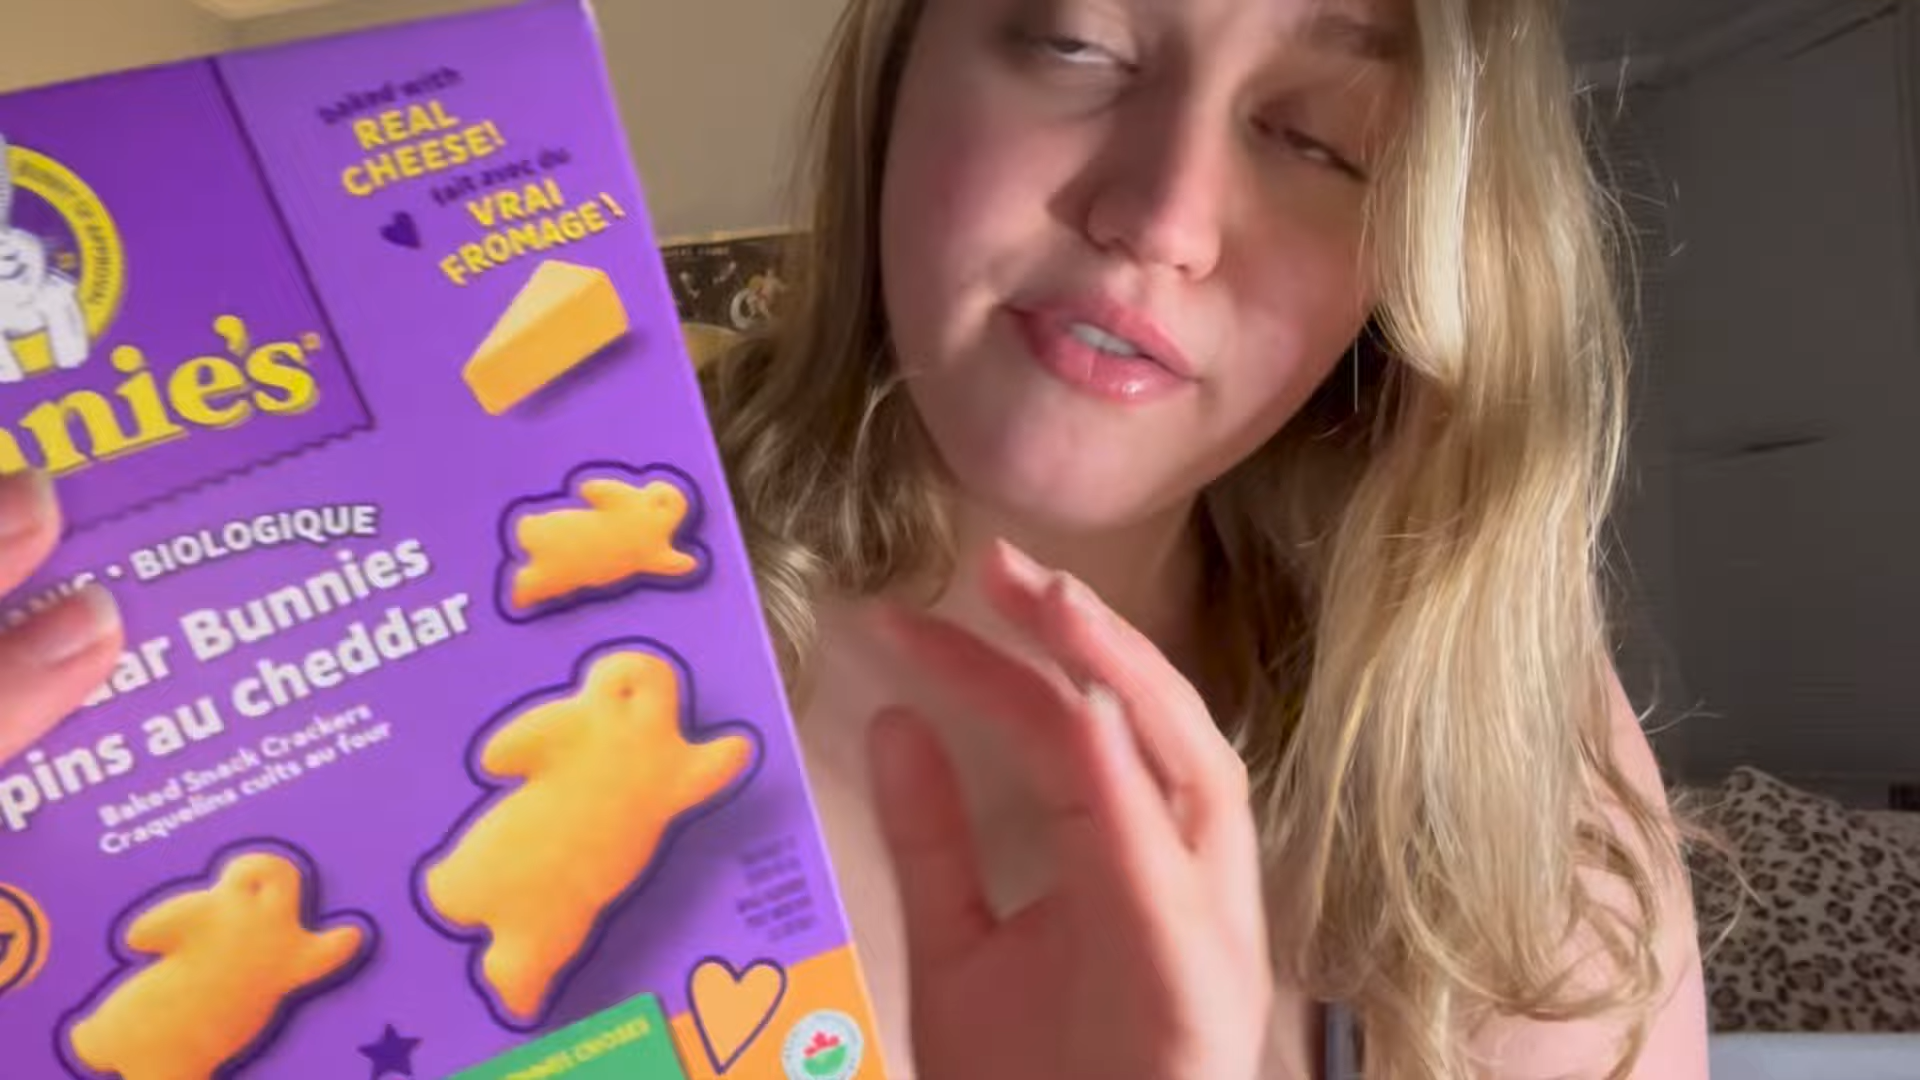 baked with
REAL
CHEESE!
fait avec du
VRAI
FROMAGE!
nie's
BIOLOGIQUE
ar Bunnies
pins au cheddar
Baked Snack Crackers
Craquelins cuits au four